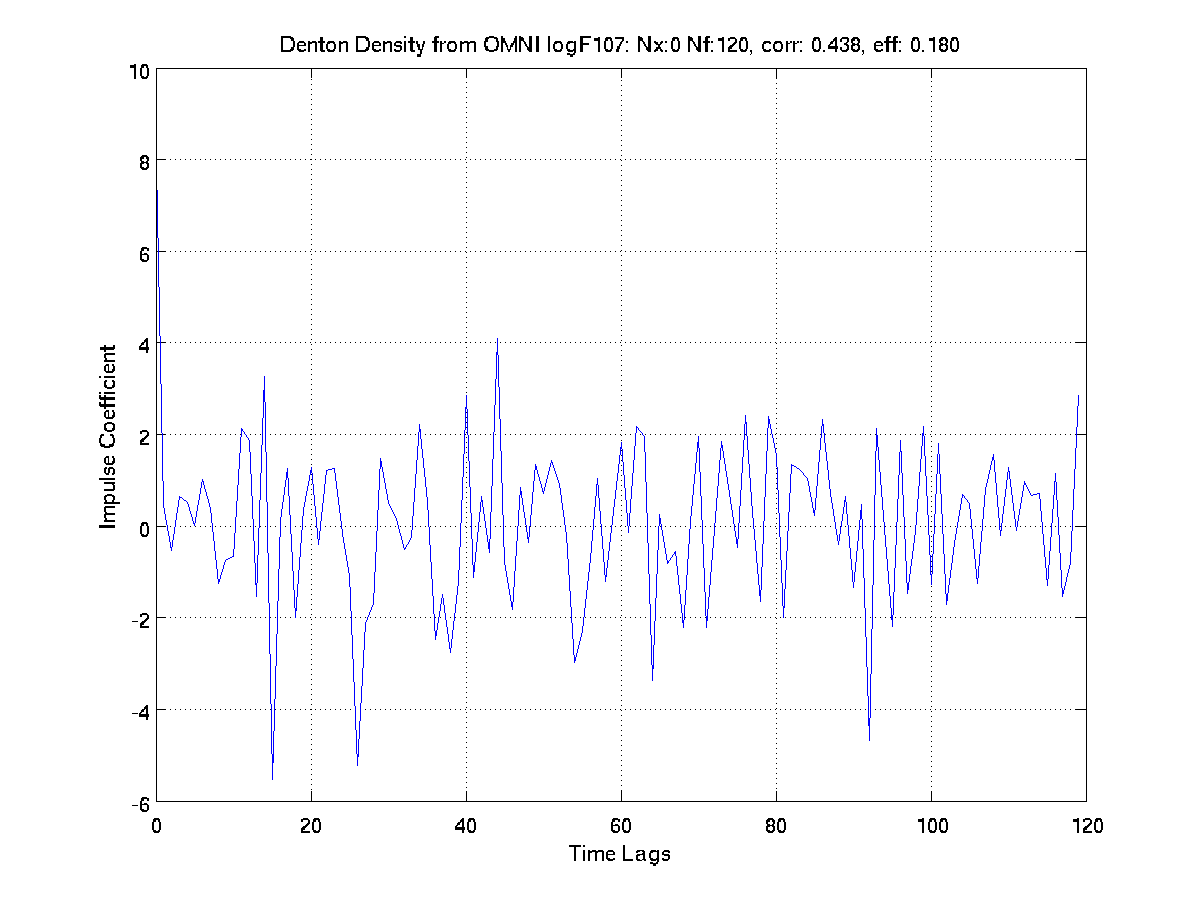 Denton Density from OMNI logF107: Nx:0 Nf:120, corr: 0.438, eff: 0.180
10
8
6
4
2
0
-2
-4
-6
Impulse Coefficient
0 20 40 60 80 100 120
Time Lags